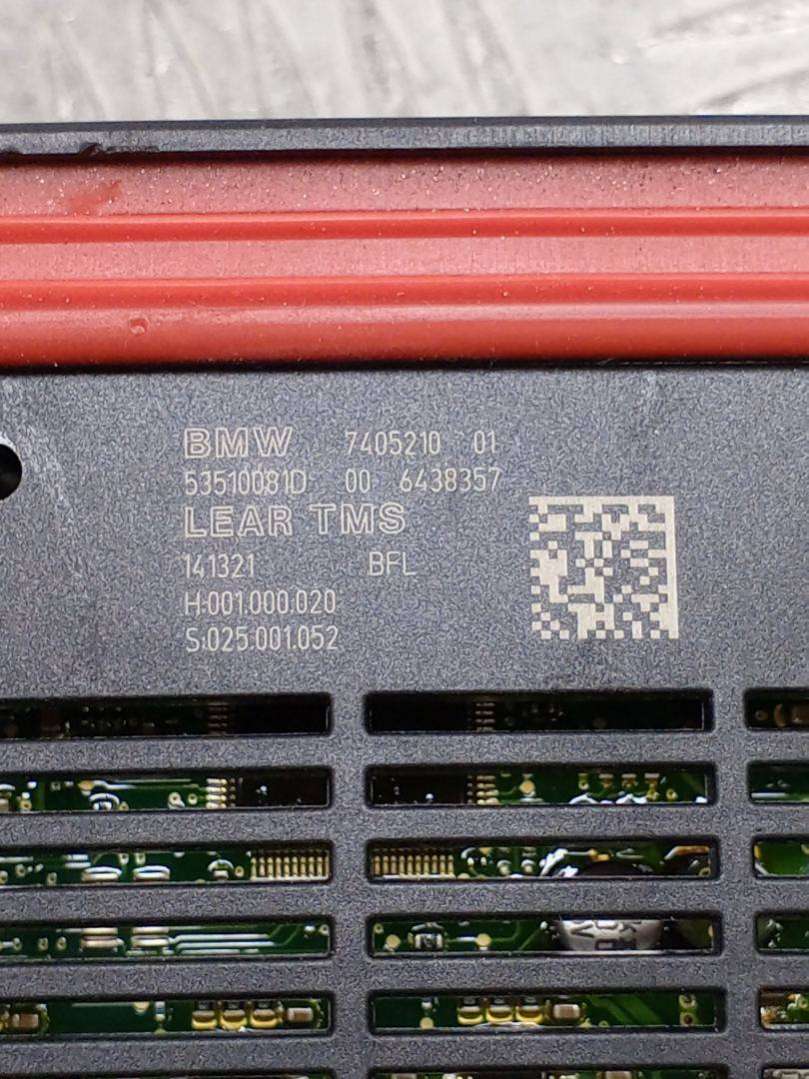 BMW 7405210 01
53510081D 00 6438357
LEAR TMS
141321 BFL
H:001.000.020
S:025.001.052